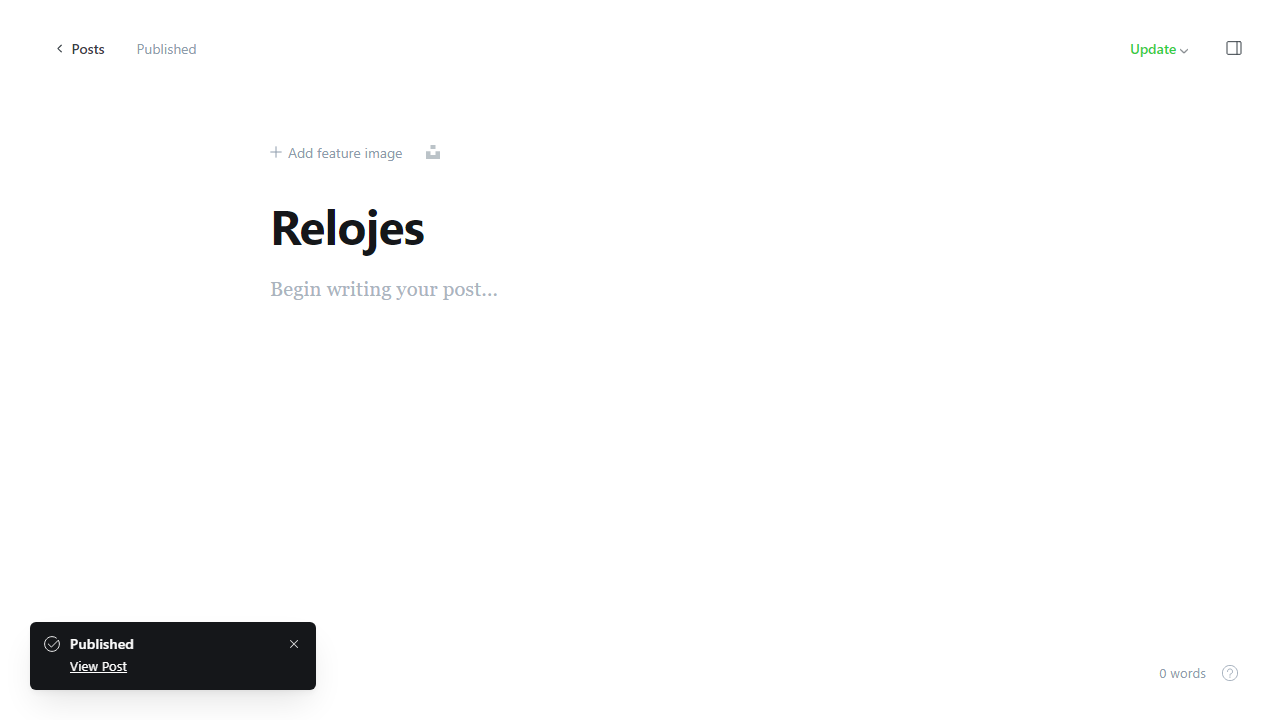 Posts Published Update
Add feature image
Relojes
Begin writing your post...
Published
View Post
0 words